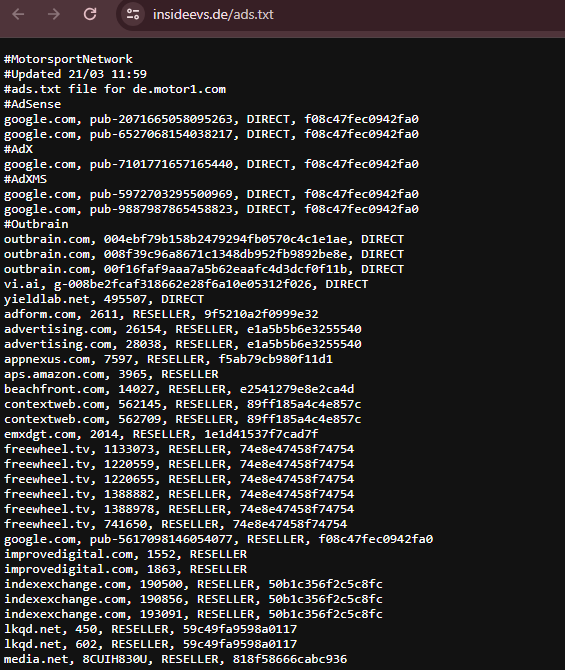 insideevs.de/ads.txt
#MotorsportNetwork
#Updated 21/03 11:59
#ads.txt file for de.motor1.com
#AdSense
google.com, pub-2071665058095263, DIRECT, f08c47fec0942fa0
google.com, pub-6527068154038217, DIRECT, f08c47fec0942fa0
#AdX
google.com, pub-7101771657165440, DIRECT, f08c47fec0942fa0
#AdXMS
google.com, pub-5972703295500969, DIRECT, f08c47fec0942fa0
google.com, pub-9887987865458823, DIRECT, f08c47fec0942fa0
#Outbrain
outbrain.com, 004ebf79b158b2479294fb0570c4c1e1ae, DIRECT
outbrain.com, 008f39c96a8671c1348db952fb9892be8e, DIRECT
outbrain.com, 00f16faf9aaa7a5b62eaafc4d3dcf0f11b, DIRECT
vi.ai, g-008be2fcaf318662e28f6a10e05312f026, DIRECT
yieldlab.net, 495507, DIRECT
adform.com, 2611, RESELLER, 9f5210a2f0999e32
advertising.com, 26154, RESELLER, e1a5b5b6e3255540
advertising.com, 28038, RESELLER, e1a5b5b6e3255540
appnexus.com, 7597, RESELLER, f5ab79cb980f11d1
aps.amazon.com, 3965, RESELLER
beachfront.com, 14027, RESELLER, e2541279e8e2ca4d
contextweb.com, 562145, RESELLER, 89ff185a4c4e857c
contextweb.com, 562709, RESELLER, 89ff185a4c4e857c
emxdgt.com, 2014, RESELLER, 1e1d41537f7cad7f
freewheel.tv, 1133073, RESELLER, 74e8e47458f74754
freewheel.tv, 1220559, RESELLER, 74e8e47458f74754
freewheel.tv, 1220655, RESELLER, 74e8e47458f74754
freewheel.tv, 1388882, RESELLER, 74e8e47458f74754
freewheel.tv, 1388978, RESELLER, 74e8e47458f74754
freewheel.tv, 741650, RESELLER, 74e8e47458f74754
google.com, pub-5617098146054077, RESELLER, f08c47fec0942fa0
improvedigital.com, 1552, RESELLER
improvedigital.com, 1863, RESELLER
indexexchange.com, 190500, RESELLER, 50b1c356f2c5c8fc
indexexchange.com, 190856, RESELLER, 50b1c356f2c5c8fc
indexexchange.com, 193091, RESELLER, 50b1c356f2c5c8fc
lkqd.net, 450, RESELLER, 59c49fa9598a0117
lkqd.net, 602, RESELLER, 59c49fa9598a0117
media.net, 8CUIH830U, RESELLER, 818f58666cabc936